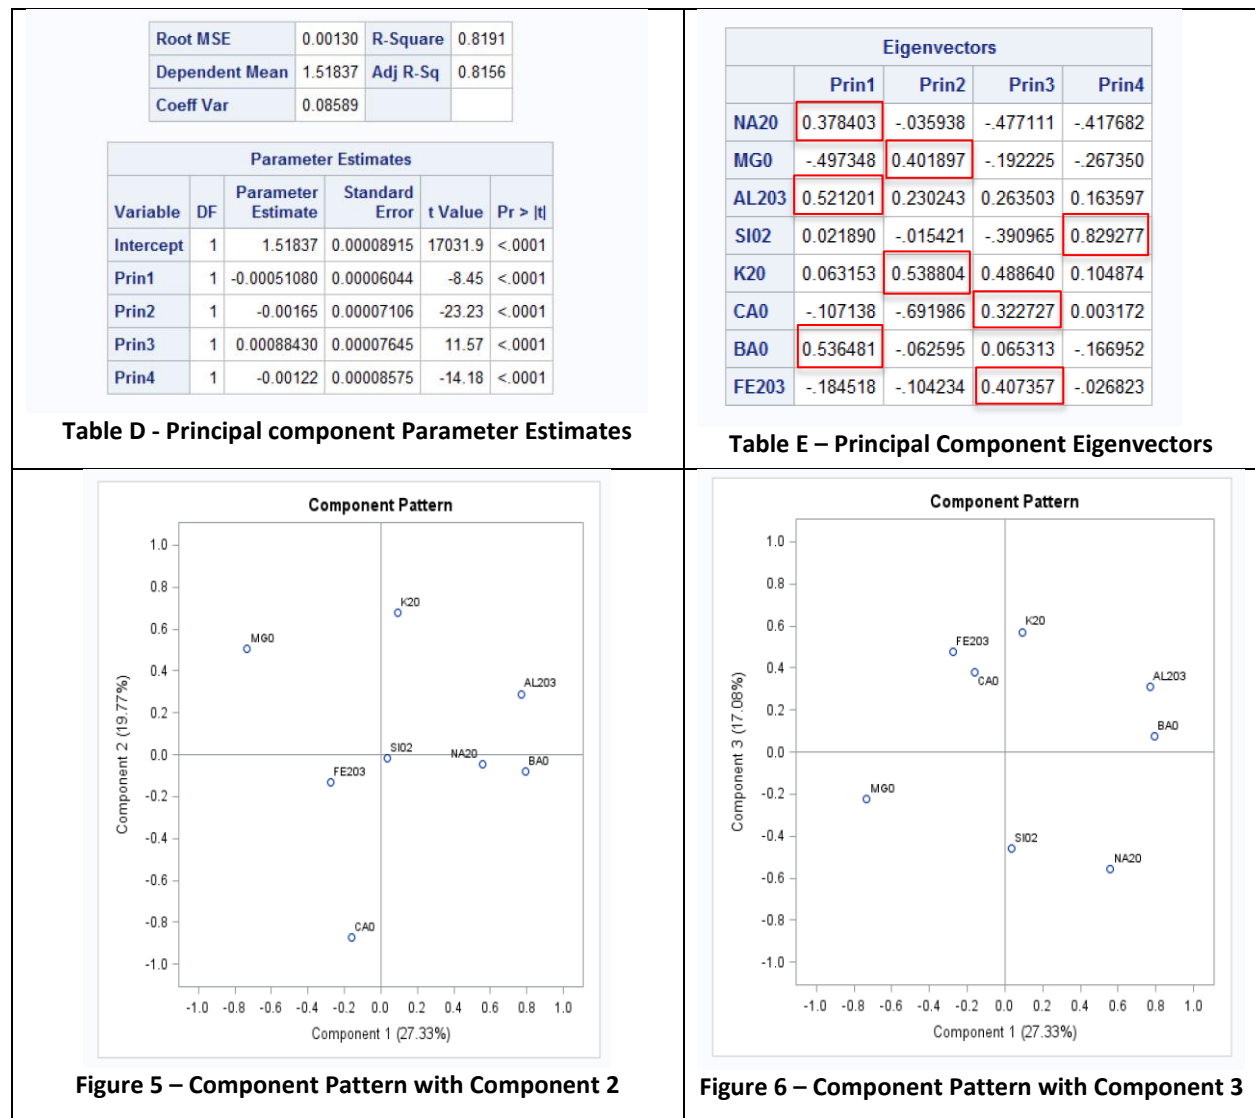 Root MSE 0.00130 R-Square 0.8191
Dependent Mean 1.51837 Adj R-Sq 0.8156
Coeff Var 0.08589
Parameter Estimates
Variable DF Parameter Estimate Standard Error t Value Pr > |t|
Intercept 1 1.51837 0.00008915 17031.9 <.0001
Prin1 1 -0.00051080 0.00006044 -8.45 <.0001
Prin2 1 -0.00165 0.00007106 -23.23 <.0001
Prin3 1 0.00088430 0.00007645 11.57 <.0001
Prin4 1 -0.00122 0.00008575 -14.18 <.0001
Table D - Principal component Parameter Estimates
Eigenvectors
Prin1 Prin2 Prin3 Prin4
NA20 0.378403 -.035938 -.477111 -.417682
MG0 -.497348 0.401897 -.192225 -.267350
AL203 0.521201 0.230243 0.263503 0.163597
SI02 0.021890 -.015421 -.390965 0.829277
K20 0.063153 0.538804 0.488640 0.104874
CA0 -.107138 -.691986 0.322727 0.003172
BA0 0.536481 -.062595 0.065313 -.166952
FE203 -.184518 -.104234 0.407357 -.026823
Table E – Principal Component Eigenvectors
Component Pattern
1.0
0.8
K20
0.6
MG0
0.4
AL203
0.2
0.0
SI02
NA20
BA0
FE203
-0.2
-0.4
-0.6
-0.8
CA0
-1.0
Component 2 (19.77%)
-1.0 -0.8 -0.6 -0.4 -0.2 0.0 0.2 0.4 0.6 0.8 1.0
Component 1 (27.33%)
Figure 5 – Component Pattern with Component 2
Component Pattern
1.0
0.8
0.6
K20
FE203
0.4
AL203
CA0
0.2
BA0
0.0
MG0
-0.2
-0.4
SI02
NA20
-0.6
-0.8
-1.0
Component 3 (17.08%)
-1.0 -0.8 -0.6 -0.4 -0.2 0.0 0.2 0.4 0.6 0.8 1.0
Component 1 (27.33%)
Figure 6 – Component Pattern with Component 3